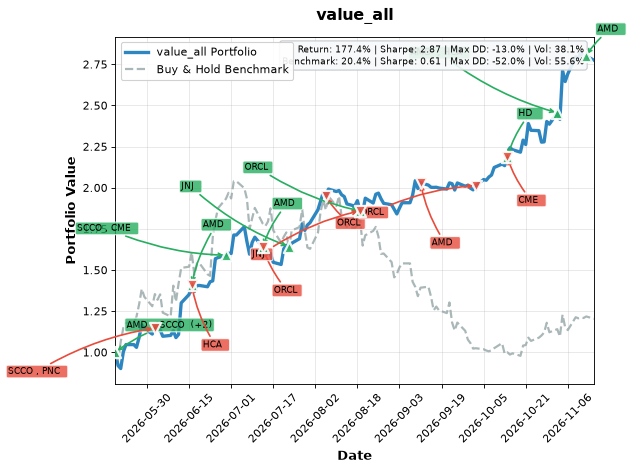 value_all
AMD
value_all Portfolio
Buy & Hold Benchmark
Return: 177.4% | Sharpe: 2.87 | Max DD: -13.0% | Vol: 38.1%
Benchmark: 20.4% | Sharpe: 0.61 | Max DD: -52.0% | Vol: 55.6%
HD
ORCL
JNJ
AMD
CME
SCCO, CME
AMD
ORCL
ORCL
AMD
JNJ
ORCL
AMD
SCCO (+2)
HCA
SCCO , PNC
Portfolio Value
2.75
2.50
2.25
2.00
1.75
1.50
1.25
1.00
2026-05-30
2026-06-15
2026-07-01
2026-07-17
2026-08-02
2026-08-18
2026-09-03
2026-09-19
2026-10-05
2026-10-21
2026-11-06
Date